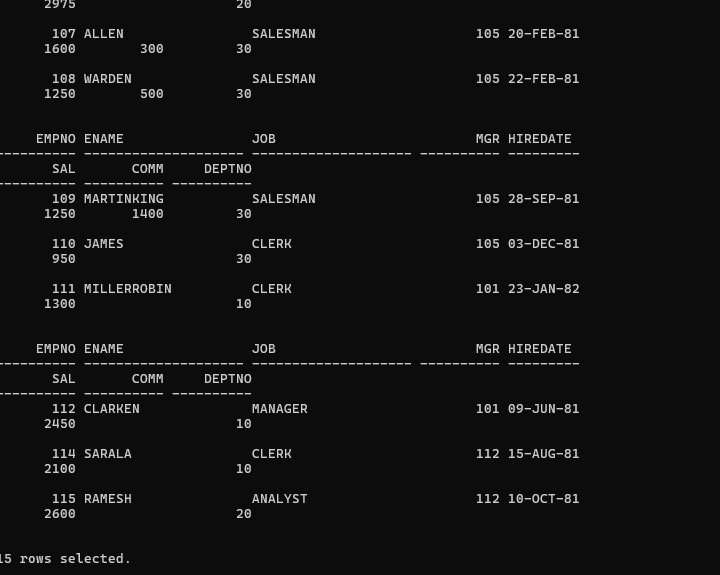 2975                    20
107 ALLEN                SALESMAN                    105 20-FEB-81
1600        300         30
108 WARDEN               SALESMAN                    105 22-FEB-81
1250        500         30
EMPNO ENAME                JOB                         MGR HIREDATE
---------- -------------------- -------------------- ---------- ---------
SAL       COMM     DEPTNO
---------- ---------- ----------
109 MARTINKING           SALESMAN                    105 28-SEP-81
1250       1400         30
110 JAMES                CLERK                       105 03-DEC-81
950                    30
111 MILLERROBIN          CLERK                       101 23-JAN-82
1300                    10
EMPNO ENAME                JOB                         MGR HIREDATE
---------- -------------------- -------------------- ---------- ---------
SAL       COMM     DEPTNO
---------- ---------- ----------
112 CLARKEN              MANAGER                     101 09-JUN-81
2450                    10
114 SARALA               CLERK                       112 15-AUG-81
2100                    10
115 RAMESH               ANALYST                     112 10-OCT-81
2600                    20
15 rows selected.